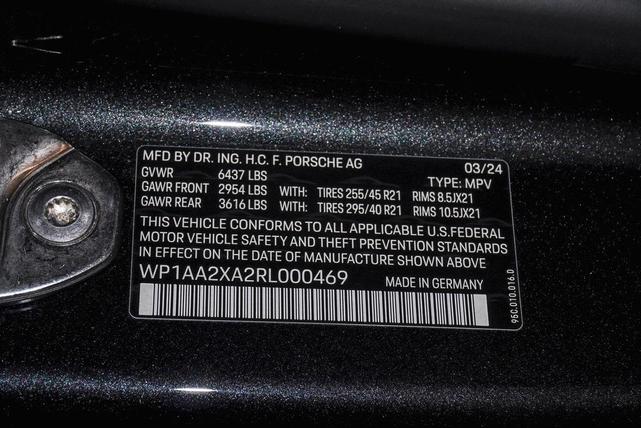 MFD BY DR. ING. H.C. F. PORSCHE AG 03/24
GVWR 6437 LBS TYPE: MPV
GAWR FRONT 2954 LBS WITH: TIRES 255/45 R21 RIMS 8.5JX21
GAWR REAR 3616 LBS WITH: TIRES 295/40 R21 RIMS 10.5JX21
THIS VEHICLE CONFORMS TO ALL APPLICABLE U.S.FEDERAL
MOTOR VEHICLE SAFETY AND THEFT PREVENTION STANDARDS
IN EFFECT ON THE DATE OF MANUFACTURE SHOWN ABOVE
WP1AA2XA2RL000469 MADE IN GERMANY
95C.010.016.D